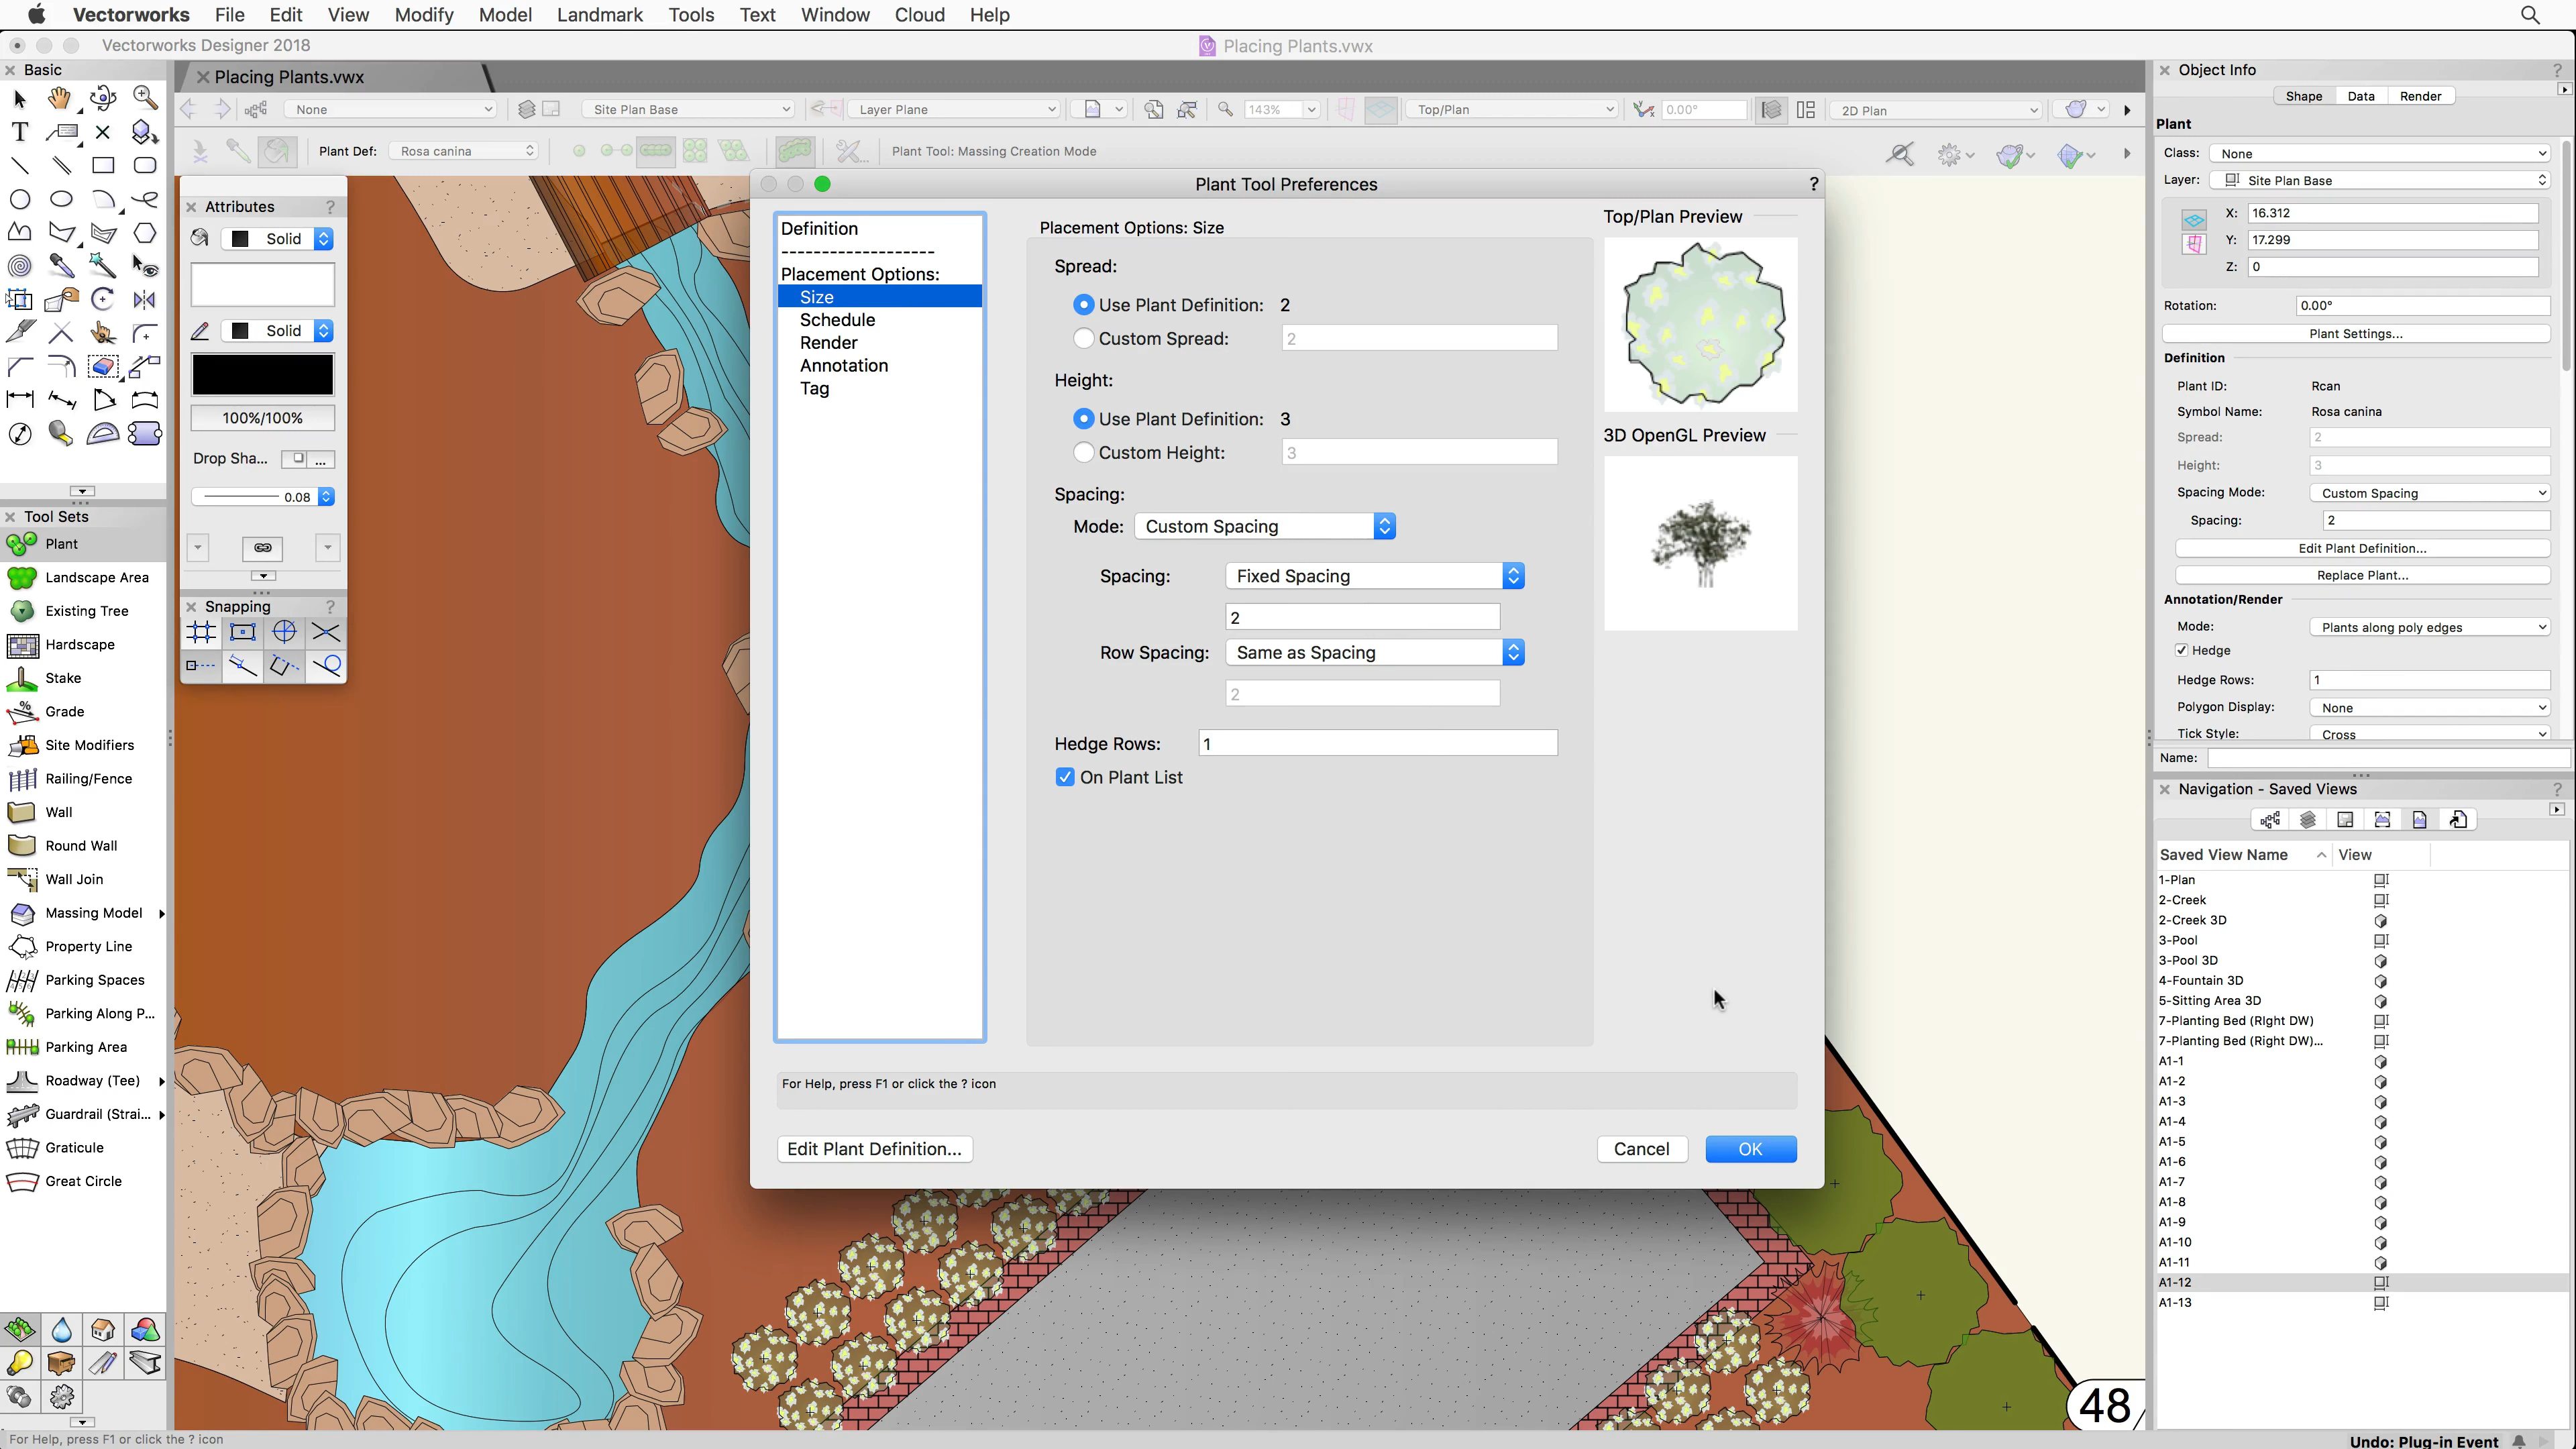 Vectorworks File Edit View Modify Model Landmark Tools Text Window Cloud Help
Vectorworks Designer 2018
Placing Plants.vwx
Basic
Placing Plants.vwx
None
Site Plan Base
Layer Plane
143%
Top/Plan
0.00°
2D Plan
Plant Def: Rosa canina
Plant Tool: Massing Creation Mode
Attributes ?
Solid
Solid
100%/100%
Drop Sha... ...
0.08
Snapping ?
Tool Sets
Plant
Landscape Area
Existing Tree
Hardscape
Stake
Grade
Site Modifiers
Railing/Fence
Wall
Round Wall
Wall Join
Massing Model
Property Line
Parking Spaces
Parking Along P...
Parking Area
Roadway (Tee)
Guardrail (Strai...
Graticule
Great Circle
For Help, press F1 or click the ? icon
Plant Tool Preferences ?
Definition
--------------------
Placement Options:
Size
Schedule
Render
Annotation
Tag
Placement Options: Size
Spread:
Use Plant Definition: 2
Custom Spread: 2
Height:
Use Plant Definition: 3
Custom Height: 3
Spacing:
Mode: Custom Spacing
Spacing: Fixed Spacing
2
Row Spacing: Same as Spacing
2
Hedge Rows: 1
On Plant List
Top/Plan Preview
3D OpenGL Preview
For Help, press F1 or click the ? icon
Edit Plant Definition...
Cancel
OK
48
Object Info ?
Shape Data Render
Plant
Class: None
Layer: Site Plan Base
X: 16.312
Y: 17.299
Z: 0
Rotation: 0.00°
Plant Settings...
Definition
Plant ID: Rcan
Symbol Name: Rosa canina
Spread: 2
Height: 3
Spacing Mode: Custom Spacing
Spacing: 2
Edit Plant Definition...
Replace Plant...
Annotation/Render
Mode: Plants along poly edges
Hedge
Hedge Rows: 1
Polygon Display: None
Tick Style: Cross
Name:
Navigation - Saved Views ?
Saved View Name View
1-Plan
2-Creek
2-Creek 3D
3-Pool
3-Pool 3D
4-Fountain 3D
5-Sitting Area 3D
7-Planting Bed (RIght DW)
7-Planting Bed (Right DW)...
A1-1
A1-2
A1-3
A1-4
A1-5
A1-6
A1-7
A1-8
A1-9
A1-10
A1-11
A1-12
A1-13
Undo: Plug-in Event